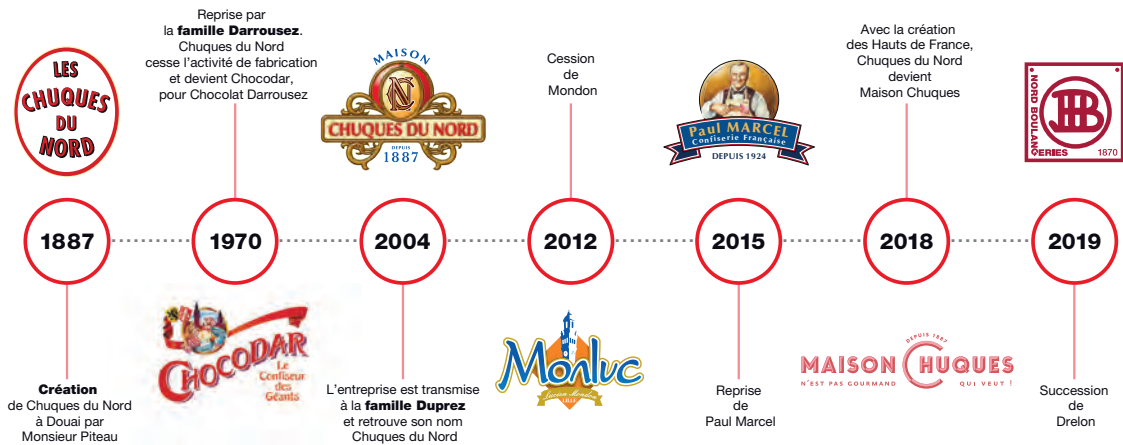 LES
CHUQUES
DU
NORD
1887
Création
de Chuques du Nord
à Douai par
Monsieur Piteau
Reprise par
la famille Darrousez.
Chuques du Nord
cesse l’activité de fabrication
et devient Chocodar,
pour Chocolat Darrousez
1970
CHOCODAR
Le
Confiseur
des
Géants
MAISON
NC
CHUQUES DU NORD
DEPUIS
1887
2004
L’entreprise est transmise
à la famille Duprez
et retrouve son nom
Chuques du Nord
Cession
de
Mondon
2012
Monluc
Lucien Mondon
Paul MARCEL
Confiserie Française
DEPUIS 1924
2015
Reprise
de
Paul Marcel
Avec la création
des Hauts de France,
Chuques du Nord
devient
Maison Chuques
2018
DEPUIS 1887
MAISON CHUQUES
N’EST PAS GOURMAND QUI VEUT !
NORD BOULANGERIES
1870
2019
Succession
de
Drelon